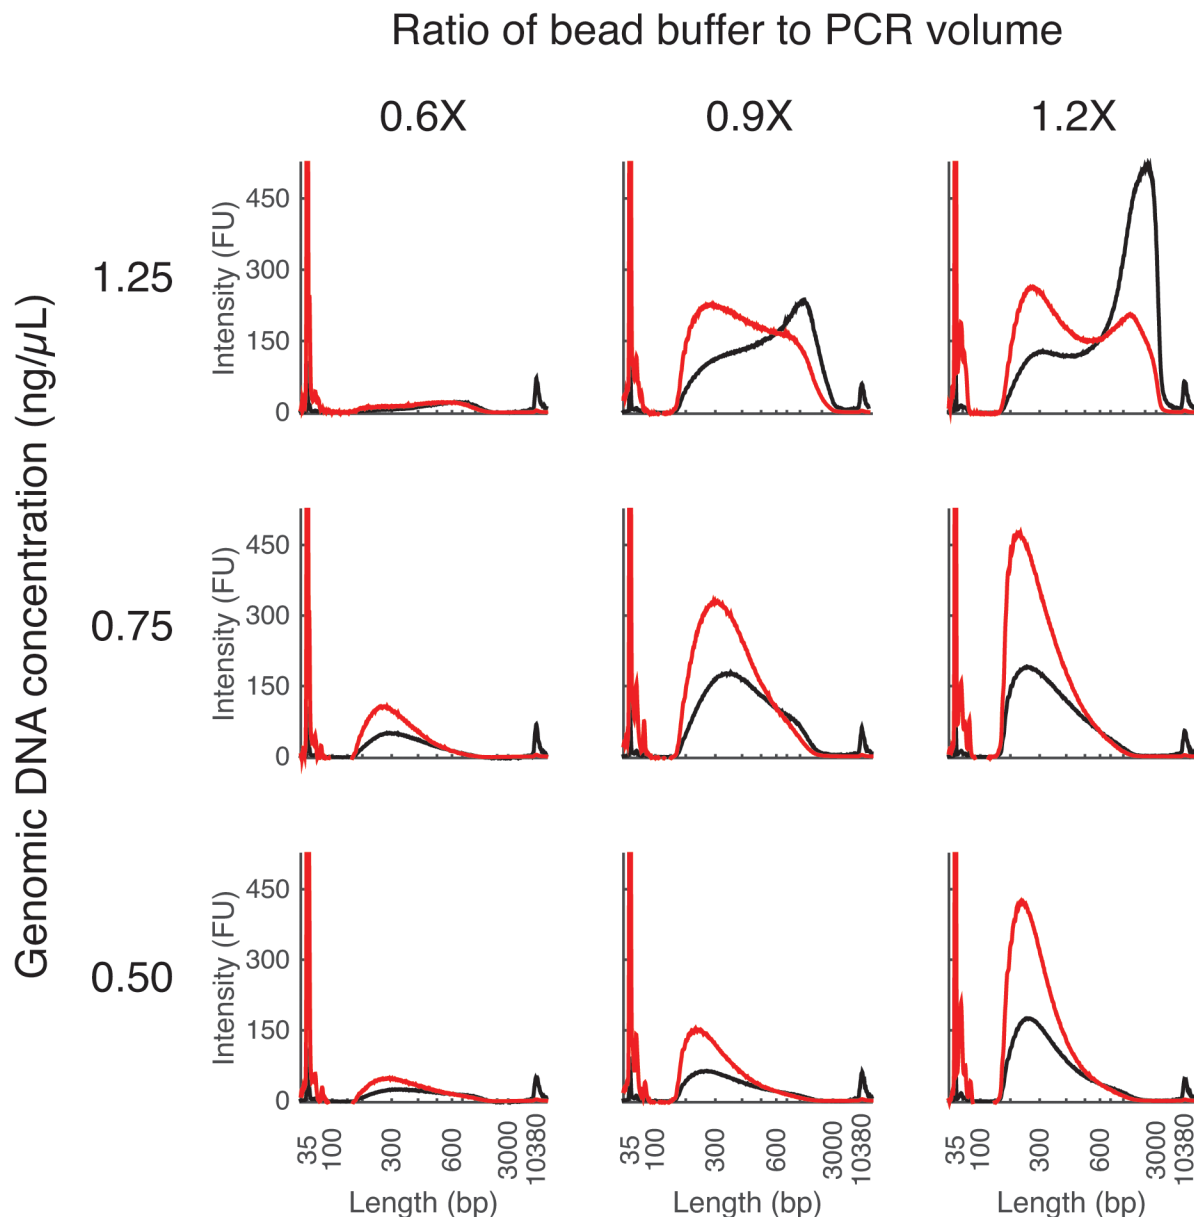 Ratio of bead buffer to PCR volume
0.6X 0.9X 1.2X
Genomic DNA concentration (ng/µL)
1.25
Intensity (FU)
450
300
150
0
0.75
Intensity (FU)
450
300
150
0
0.50
Intensity (FU)
450
300
150
0
35 100 300 600 30000 10380
35 100 300 600 30000 10380
35 100 300 600 30000 10380
Length (bp) Length (bp) Length (bp)